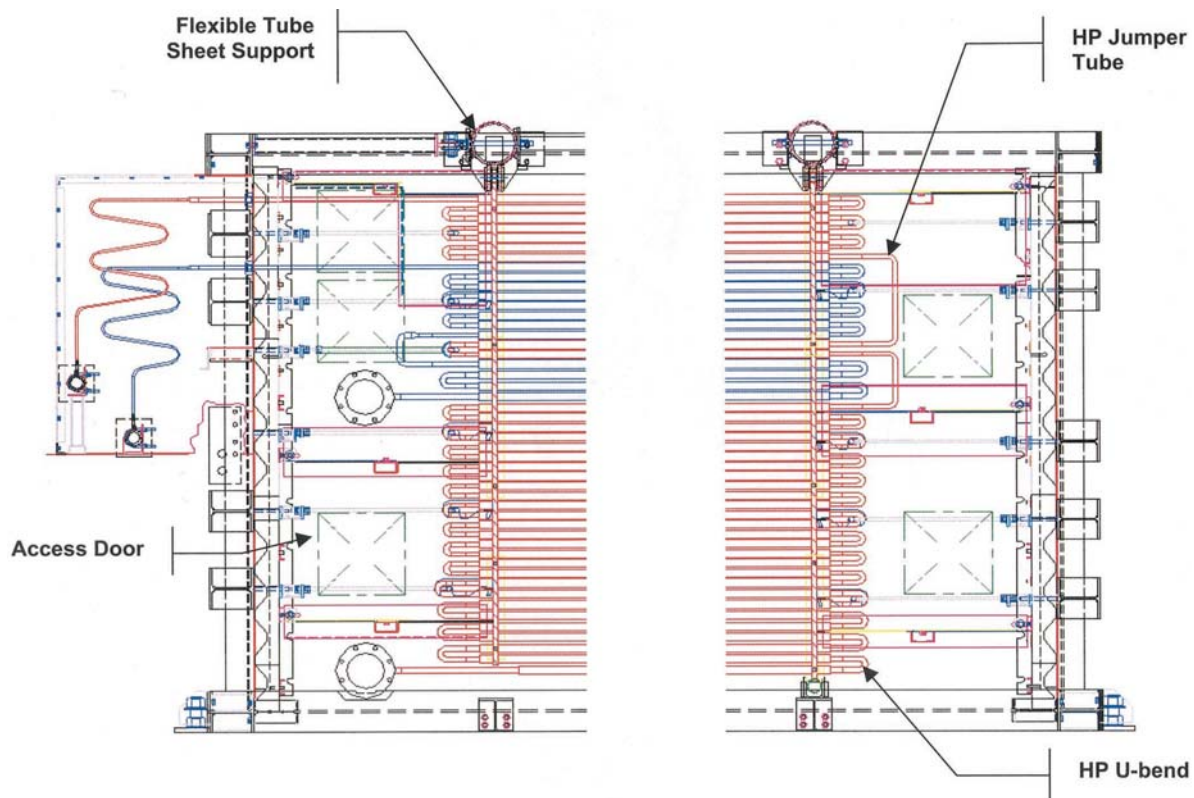 Flexible Tube
Sheet Support
HP Jumper
Tube
Access Door
HP U-bend